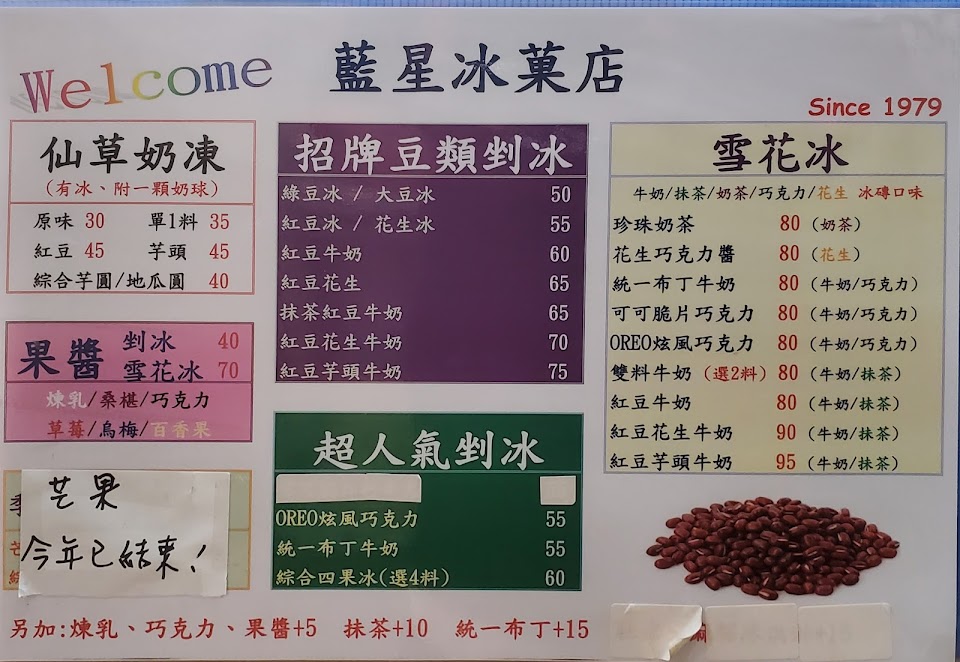 Welcome 藍星冰菓店
Since 1979
仙草奶凍
(有冰、附一顆奶球)
原味 30 單1料 35
紅豆 45 芋頭 45
綜合芋圓/地瓜圓 40
果醬
剉冰 40
雪花冰 70
煉乳/桑椹/巧克力
草莓/烏梅/百香果
芒果
今年已結束!
招牌豆類剉冰
綠豆冰 / 大豆冰 50
紅豆冰 / 花生冰 55
紅豆牛奶 60
紅豆花生 65
抹茶紅豆牛奶 65
紅豆花生牛奶 70
紅豆芋頭牛奶 75
超人氣剉冰
OREO炫風巧克力 55
統一布丁牛奶 55
綜合四果冰(選4料) 60
雪花冰
牛奶/抹茶/奶茶/巧克力/花生 冰磚口味
珍珠奶茶 80 (奶茶)
花生巧克力醬 80 (花生)
統一布丁牛奶 80 (牛奶/巧克力)
可可脆片巧克力 80 (牛奶/巧克力)
OREO炫風巧克力 80 (牛奶/巧克力)
雙料牛奶 (選2料) 80 (牛奶/抹茶)
紅豆牛奶 80 (牛奶/抹茶)
紅豆花生牛奶 90 (牛奶/抹茶)
紅豆芋頭牛奶 95 (牛奶/抹茶)
另加:煉乳、巧克力、果醬+5 抹茶+10 統一布丁+15